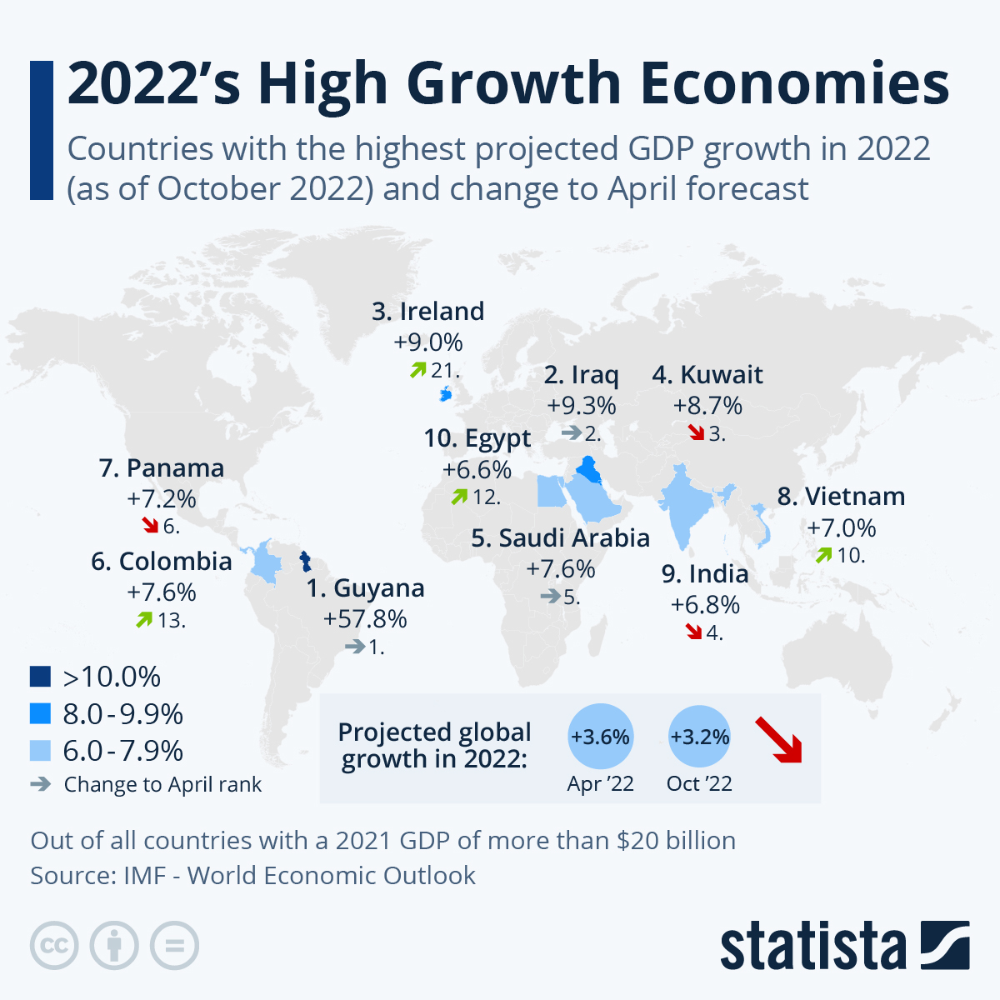 2022’s High Growth Economies
Countries with the highest projected GDP growth in 2022
(as of October 2022) and change to April forecast
3. Ireland
+9.0%
21.
2. Iraq
+9.3%
2.
4. Kuwait
+8.7%
3.
10. Egypt
+6.6%
12.
7. Panama
+7.2%
6.
8. Vietnam
+7.0%
10.
5. Saudi Arabia
+7.6%
5.
6. Colombia
+7.6%
13.
9. India
+6.8%
4.
1. Guyana
+57.8%
1.
>10.0%
8.0-9.9%
6.0-7.9%
Change to April rank
Projected global
growth in 2022:
+3.6%
Apr ’22
+3.2%
Oct ’22
Out of all countries with a 2021 GDP of more than $20 billion
Source: IMF - World Economic Outlook
cc
statista